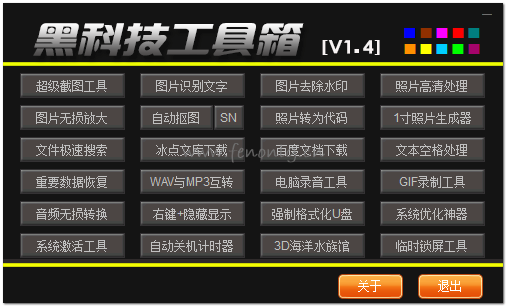 黑科技工具箱 [V1.4]
超级截图工具 图片识别文字 图片去除水印 照片高清处理
图片无损放大 自动抠图 SN 照片转为代码 1寸照片生成器
文件极速搜索 冰点文库下载 百度文档下载 文本空格处理
重要数据恢复 WAV与MP3互转 电脑录音工具 GIF录制工具
音频无损转换 右键+隐藏显示 强制格式化U盘 系统优化神器
系统激活工具 自动关机计时器 3D海洋水族馆 临时锁屏工具
关于 退出